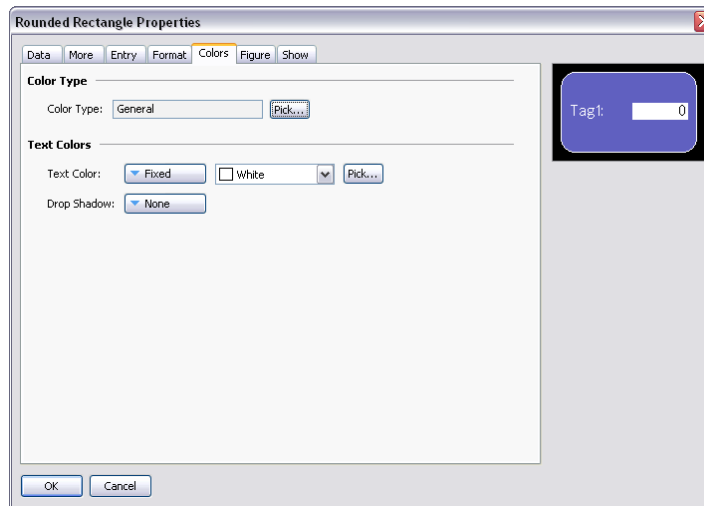 Rounded Rectangle Properties
Data More Entry Format Colors Figure Show
Color Type
Color Type: General Pick...
Text Colors
Text Color: Fixed White Pick...
Drop Shadow: None
Tag1: 0
OK Cancel